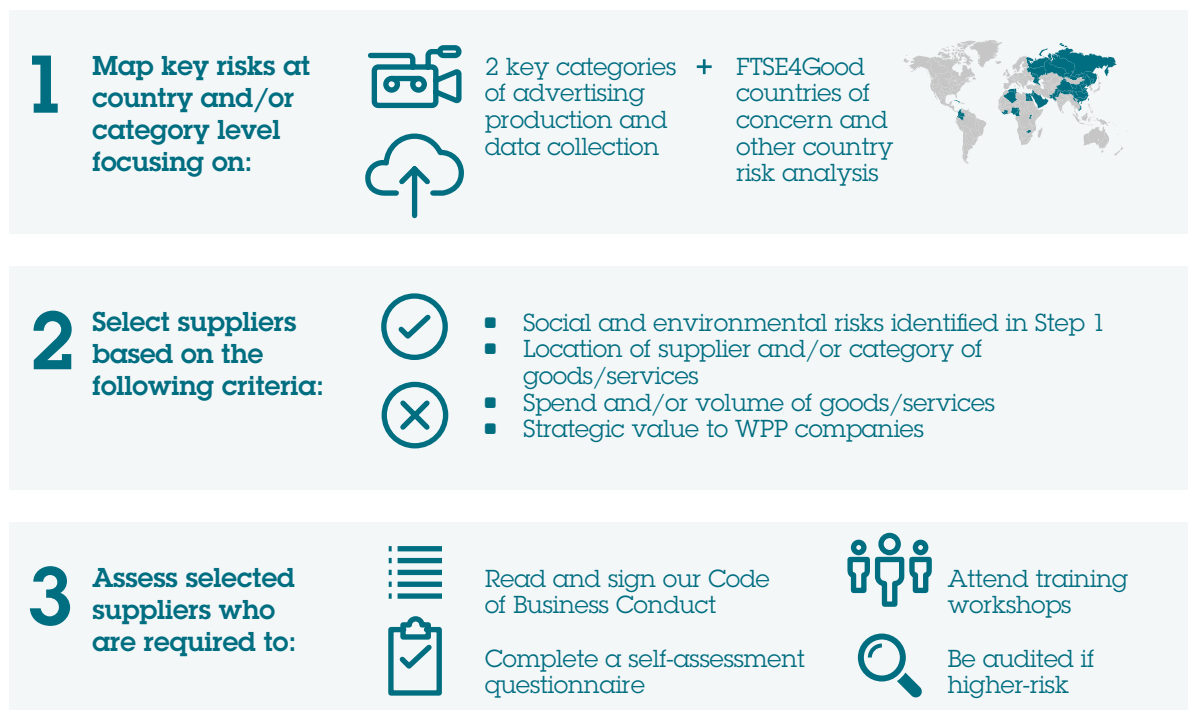 1
Map key risks at
country and/or
category level
focusing on:
2 key categories
of advertising
production and
data collection
+
FTSE4Good
countries of
concern and
other country
risk analysis
2
Select suppliers
based on the
following criteria:
Social and environmental risks identified in Step 1
Location of supplier and/or category of
goods/services
Spend and/or volume of goods/services
Strategic value to WPP companies
3
Assess selected
suppliers who
are required to:
Read and sign our Code
of Business Conduct
Complete a self-assessment
questionnaire
Attend training
workshops
Be audited if
higher-risk